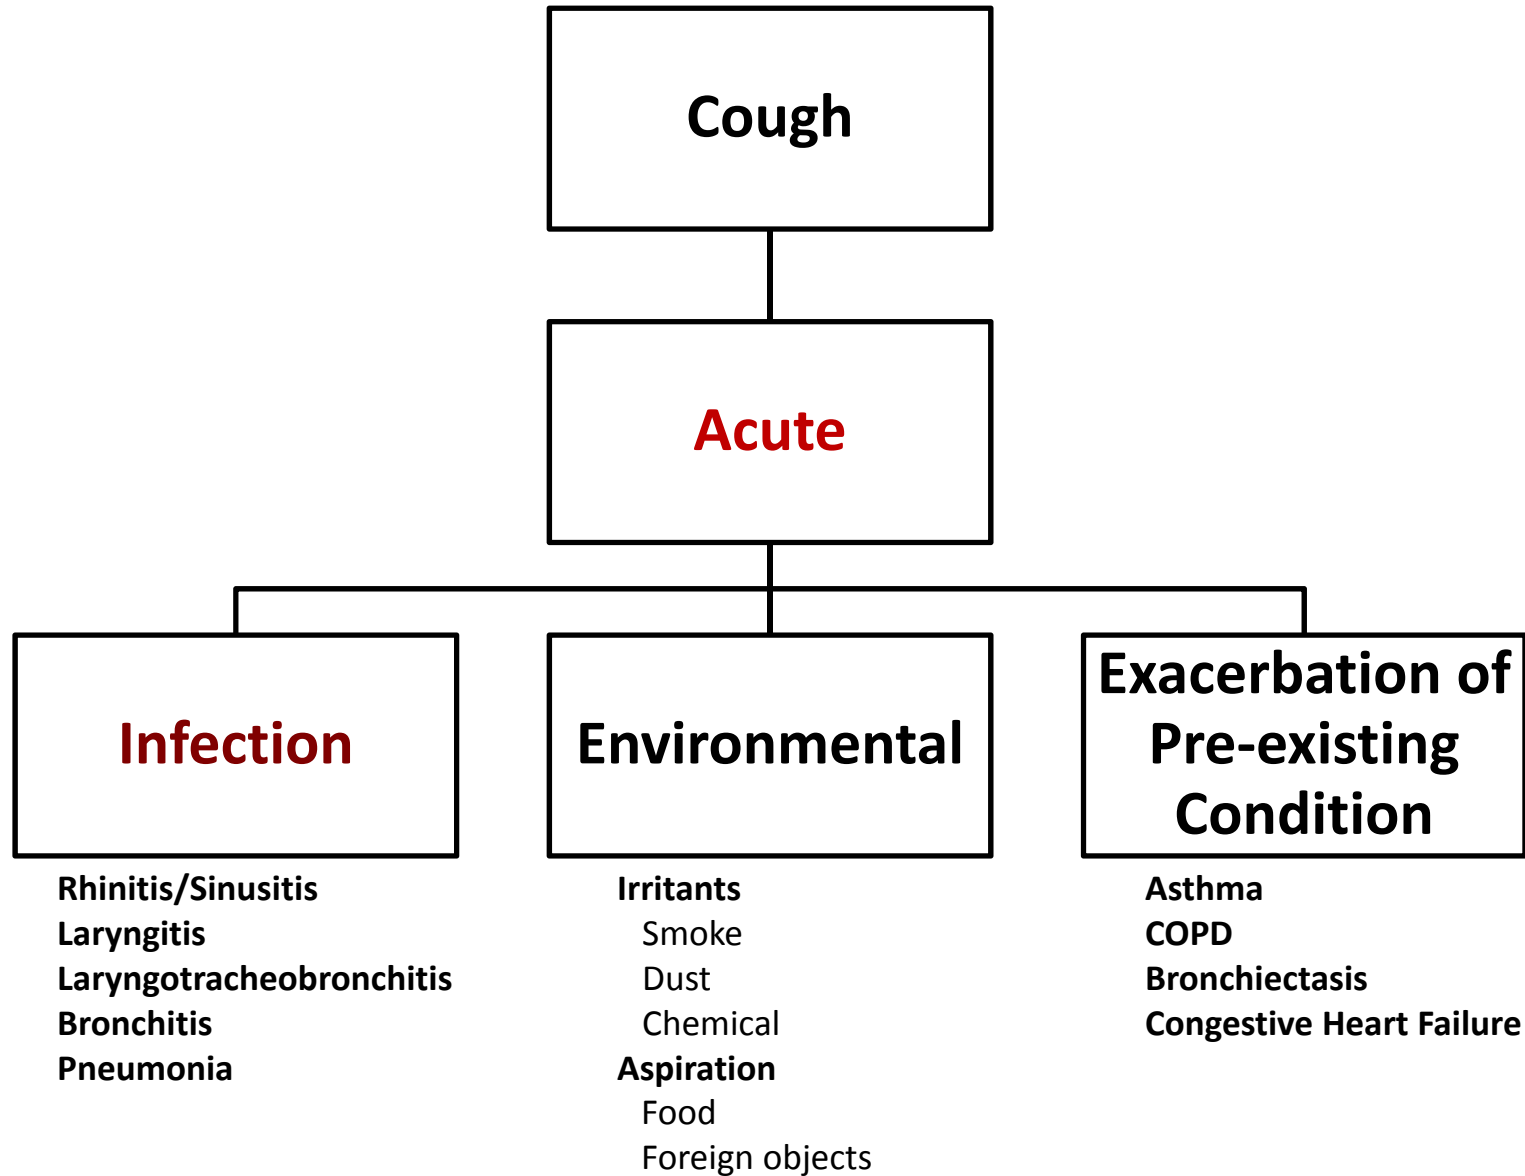 Cough
Acute
Infection
Rhinitis/Sinusitis
Laryngitis
Laryngotracheobronchitis
Bronchitis
Pneumonia
Environmental
Irritants
Smoke
Dust
Chemical
Aspiration
Food
Foreign objects
Exacerbation of
Pre-existing
Condition
Asthma
COPD
Bronchiectasis
Congestive Heart Failure